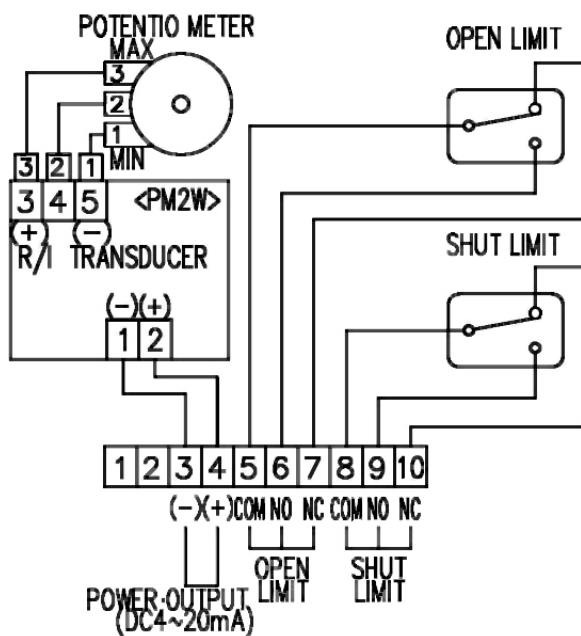 POTENTIO METER
MAX
3
2
1
MIN
3 2 1
3 4 5 <PM2W>
(+) (-)
R/I TRANSDUCER
(-)(+)
1 2
OPEN LIMIT
SHUT LIMIT
1 2 3 4 5 6 7 8 9 10
(-)(+) COM NO NC COM NO NC
OPEN LIMIT
SHUT LIMIT
POWER·OUTPUT
(DC4~20mA)